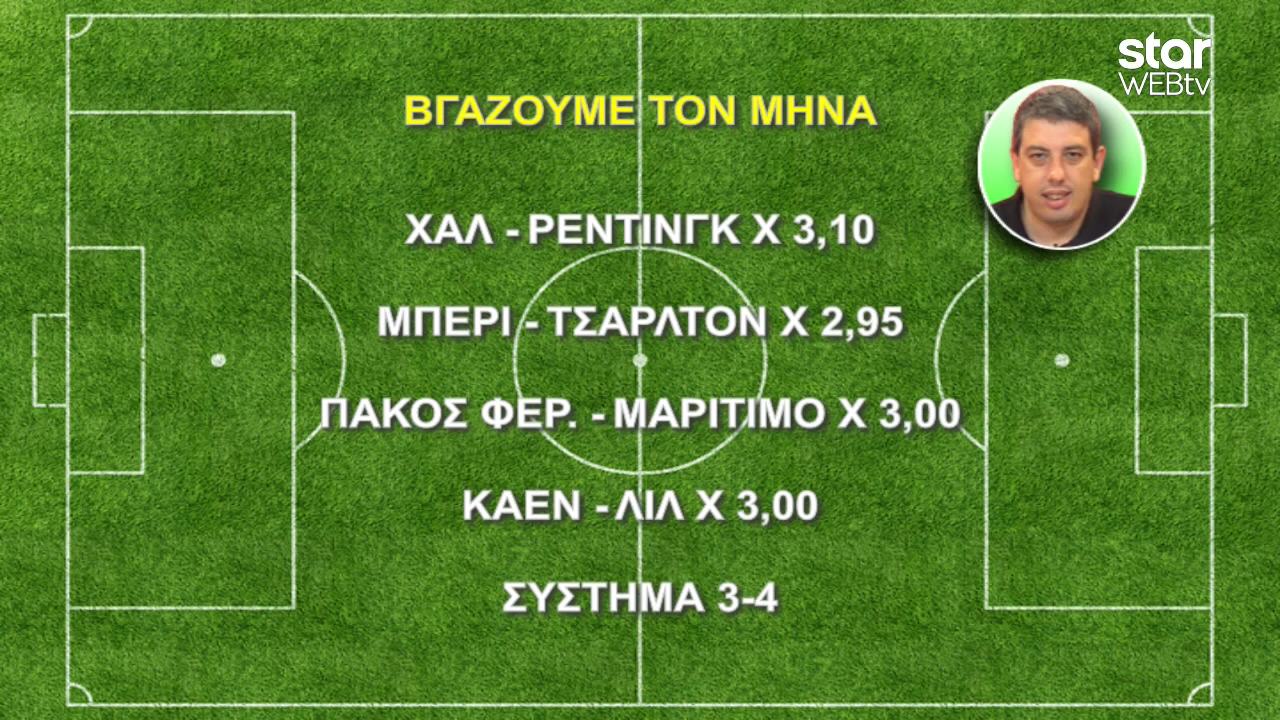 star
WEBtv
ΒΓΑΖΟΥΜΕ ΤΟΝ ΜΗΝΑ
ΧΑΛ - ΡΕΝΤΙΝΓΚ Χ 3,10
ΜΠΕΡΙ - ΤΣΑΡΛΤΟΝ Χ 2,95
ΠΑΚΟΣ ΦΕΡ. - ΜΑΡΙΤΙΜΟ Χ 3,00
ΚΑΕΝ - ΛΙΛ Χ 3,00
ΣΥΣΤΗΜΑ 3-4